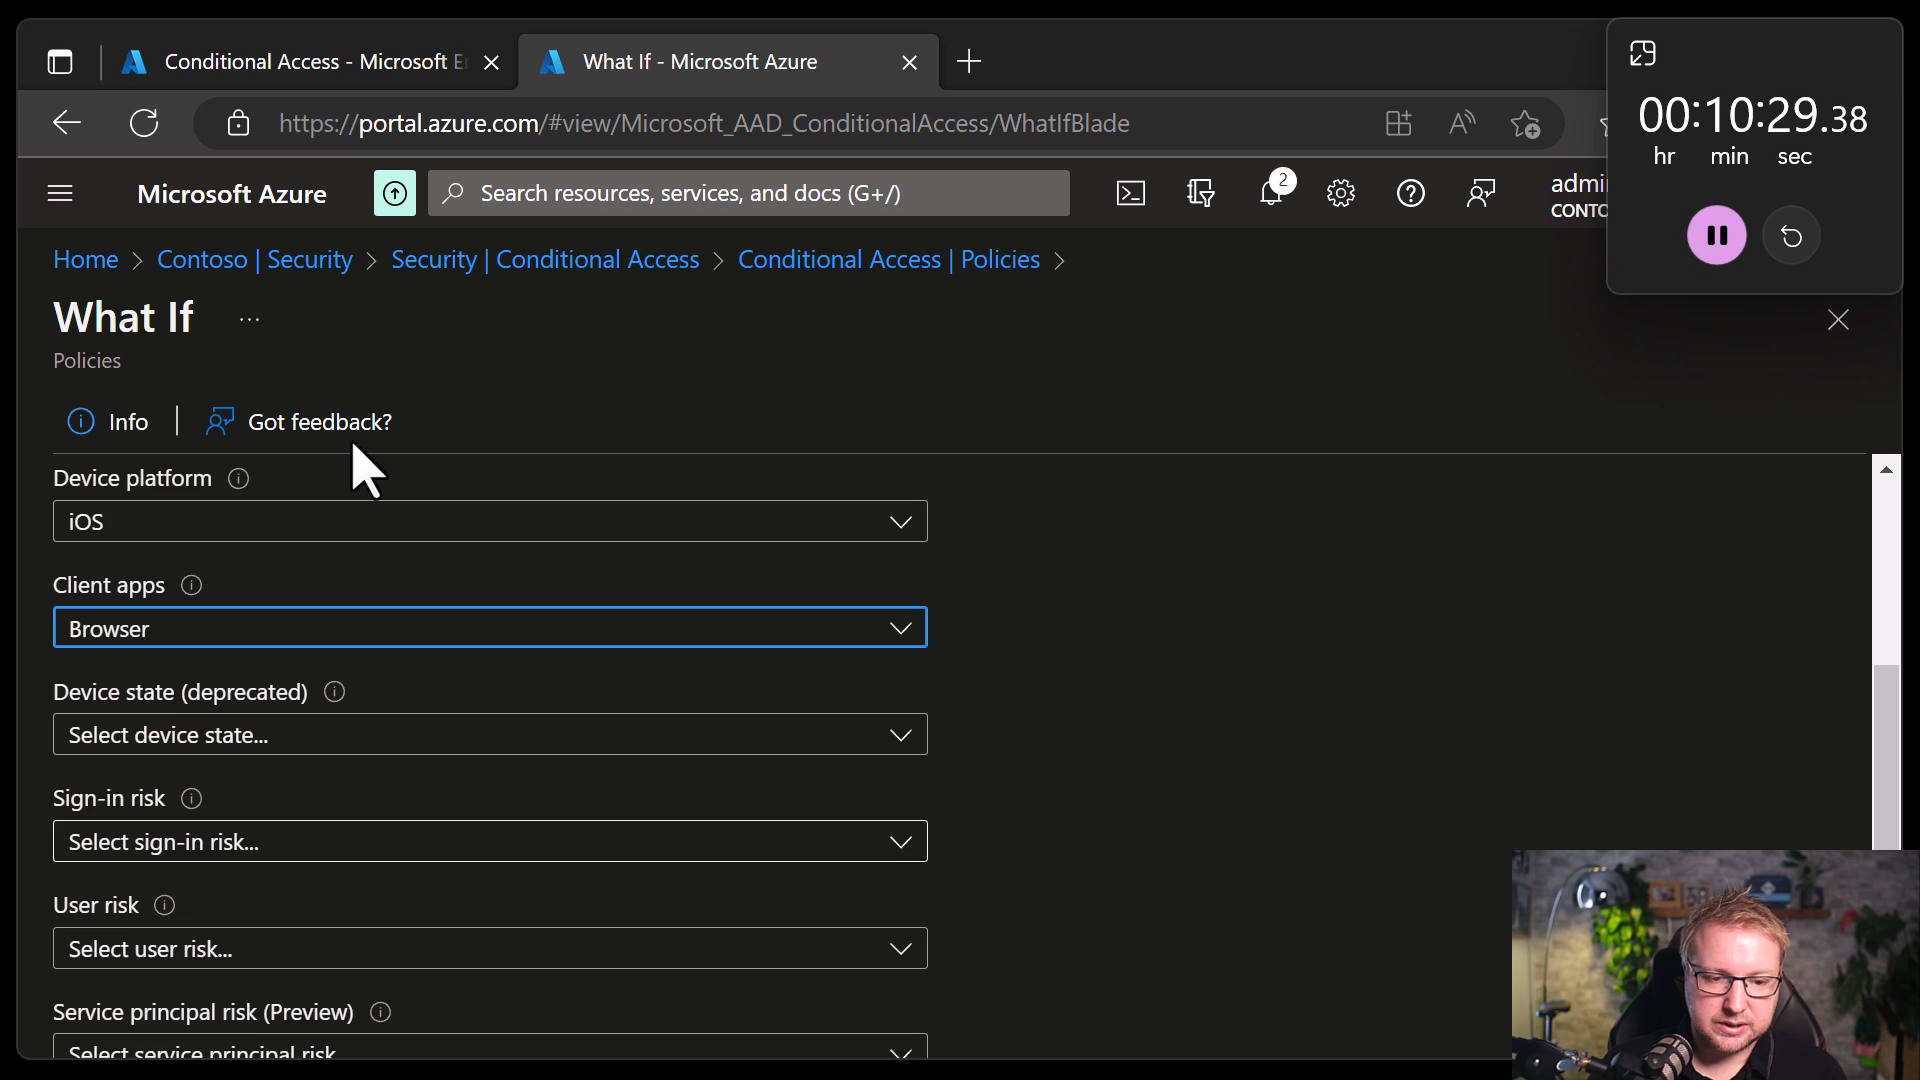 Conditional Access - Microsoft E
What If - Microsoft Azure
https://portal.azure.com/#view/Microsoft_AAD_ConditionalAccess/WhatIfBlade
00:10:29.38
hr min sec
Microsoft Azure
Search resources, services, and docs (G+/)
2
admi
CONTO
Home > Contoso | Security > Security | Conditional Access > Conditional Access | Policies >
What If ...
Policies
Info
Got feedback?
Device platform
iOS
Client apps
Browser
Device state (deprecated)
Select device state...
Sign-in risk
Select sign-in risk...
User risk
Select user risk...
Service principal risk (Preview)
Select service principal risk